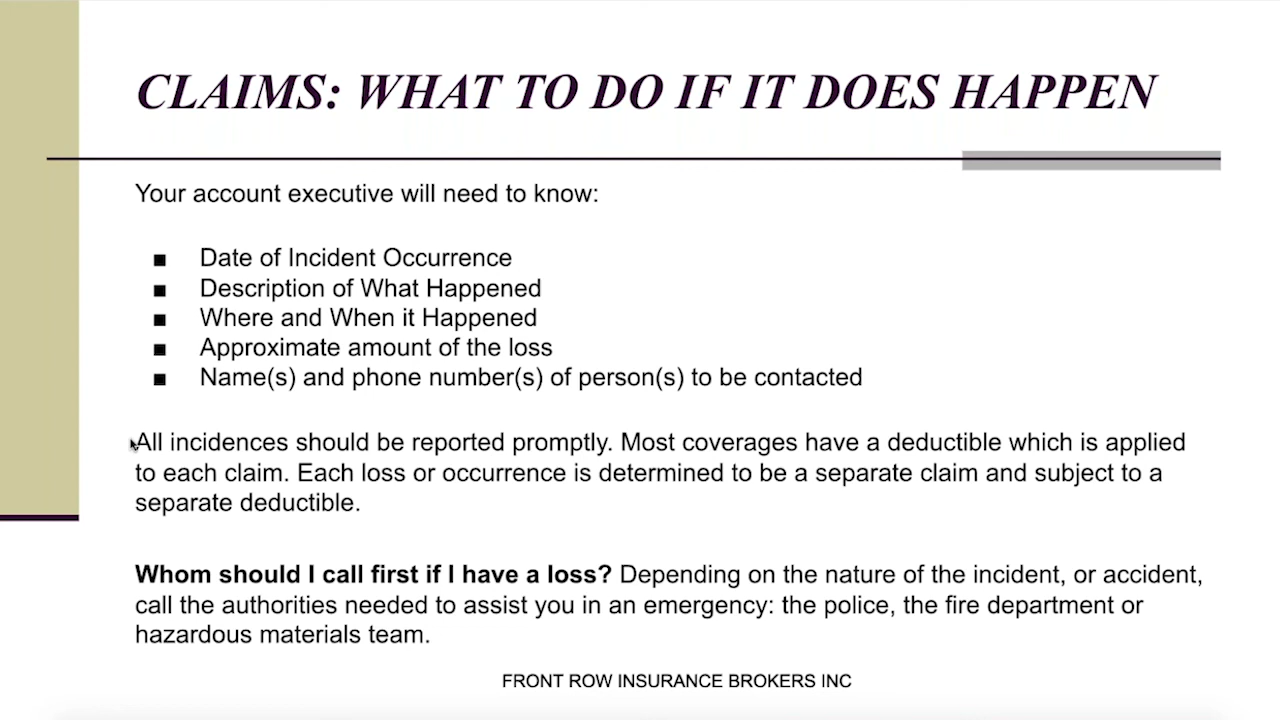 CLAIMS: WHAT TO DO IF IT DOES HAPPEN
Your account executive will need to know:
■ Date of Incident Occurrence
■ Description of What Happened
■ Where and When it Happened
■ Approximate amount of the loss
■ Name(s) and phone number(s) of person(s) to be contacted
All incidences should be reported promptly. Most coverages have a deductible which is applied
to each claim. Each loss or occurrence is determined to be a separate claim and subject to a
separate deductible.
Whom should I call first if I have a loss? Depending on the nature of the incident, or accident,
call the authorities needed to assist you in an emergency: the police, the fire department or
hazardous materials team.
FRONT ROW INSURANCE BROKERS INC